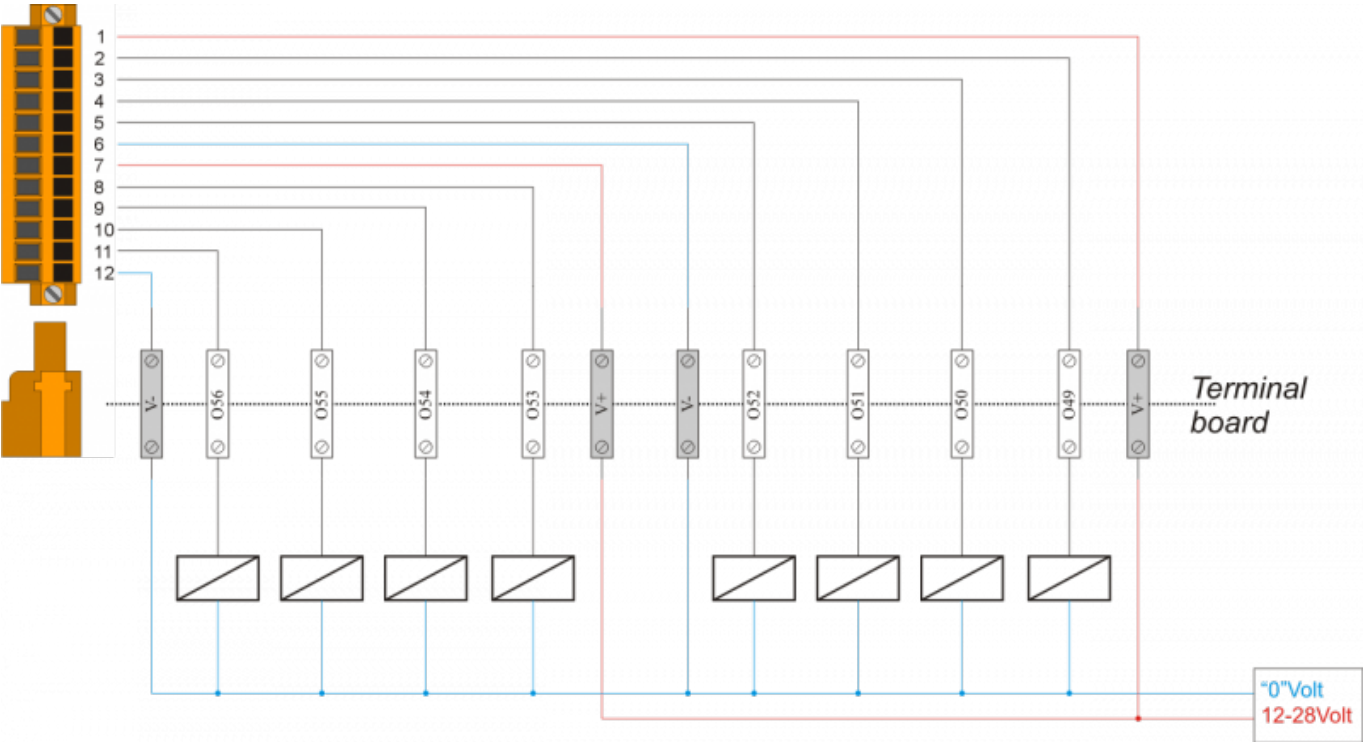 1
2
3
4
5
6
7
8
9
10
11
12
V-
O56
O55
O54
O53
V+
V-
O52
O51
O50
O49
V+
Terminal
board
“0”Volt
12-28Volt